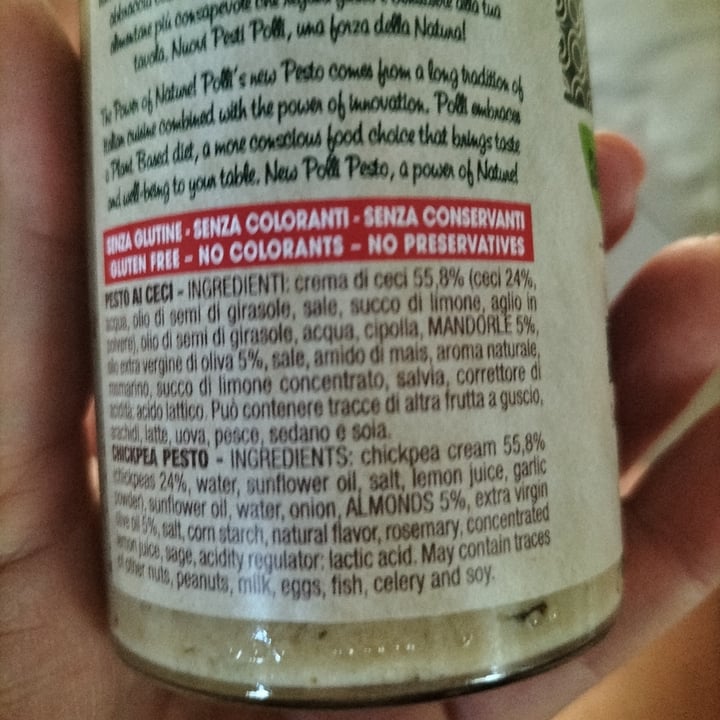 alimentare più consapevole che
tavola. Nuovi Pesti Polli, una forza della Natura!
The Power of Nature! Polli's new Pesto comes from a long tradition of
Italian cuisine combined with the power of innovation. Polli embraces
a Plant Based diet, a more conscious food choice that brings taste
and well-being to your table. New Polli Pesto, a power of Nature!
SENZA GLUTINE - SENZA COLORANTI - SENZA CONSERVANTI
GLUTEN FREE – NO COLORANTS – NO PRESERVATIVES
PESTO AI CECI - INGREDIENTI: crema di ceci 55,8% (ceci 24%,
acqua, olio di semi di girasole, sale, succo di limone, aglio in
polvere), olio di semi di girasole, acqua, cipolla, MANDORLE 5%,
olio extra vergine di oliva 5%, sale, amido di mais, aroma naturale,
rosmarino, succo di limone concentrato, salvia, correttore di
acidità: acido lattico. Può contenere tracce di altra frutta a guscio,
arachidi, latte, uova, pesce, sedano e soia.
CHICKPEA PESTO - INGREDIENTS: chickpea cream 55,8%
(chickpeas 24%, water, sunflower oil, salt, lemon juice, garlic
powder), sunflower oil, water, onion, ALMONDS 5%, extra virgin
olive oil 5%, salt, corn starch, natural flavor, rosemary, concentrated
lemon juice, sage, acidity regulator: lactic acid. May contain traces
of other nuts, peanuts, milk, eggs, fish, celery and soy.